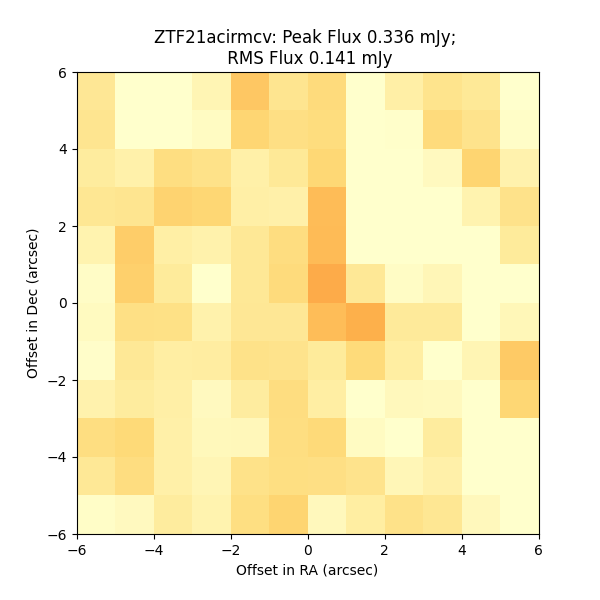 ZTF21acirmcv: Peak Flux 0.336 mJy;
RMS Flux 0.141 mJy
6
4
2
0
−2
−4
−6
Offset in Dec (arcsec)
−6 −4 −2 0 2 4 6
Offset in RA (arcsec)